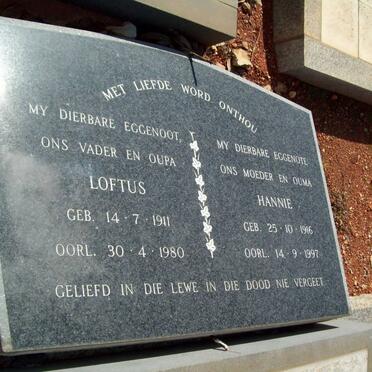 MET LIEFDE WORD ONTHOU
MY DIERBARE EGGENOOT,
ONS VADER EN OUPA
LOFTUS
GEB. 14 · 7 · 1911
OORL. 30 · 4 · 1980
MY DIERBARE EGGENOTE
ONS MOEDER EN OUMA
HANNIE
GEB. 25 · 10 · 1916
OORL. 14 · 9 · 1997
GELIEFD IN DIE LEWE IN DIE DOOD NIE VERGEET.